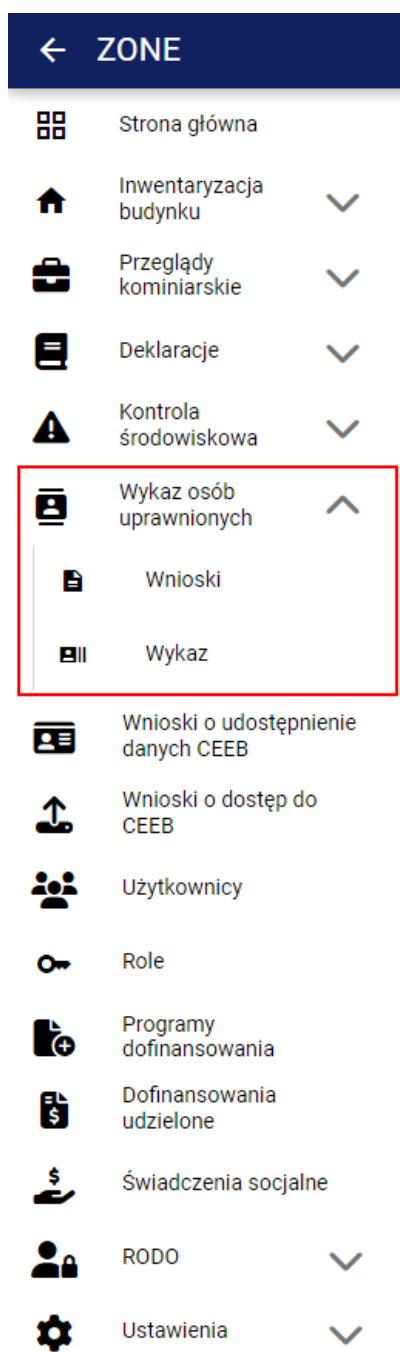 ZONE
Strona główna
Inwentaryzacja
budynku
Przeglądy
kominiarskie
Deklaracje
Kontrola
środowiskowa
Wykaz osób
uprawnionych
Wnioski
Wykaz
Wnioski o udostępnienie
danych CEEB
Wnioski o dostęp do
CEEB
Użytkownicy
Role
Programy
dofinansowania
Dofinansowania
udzielone
Świadczenia socjalne
RODO
Ustawienia